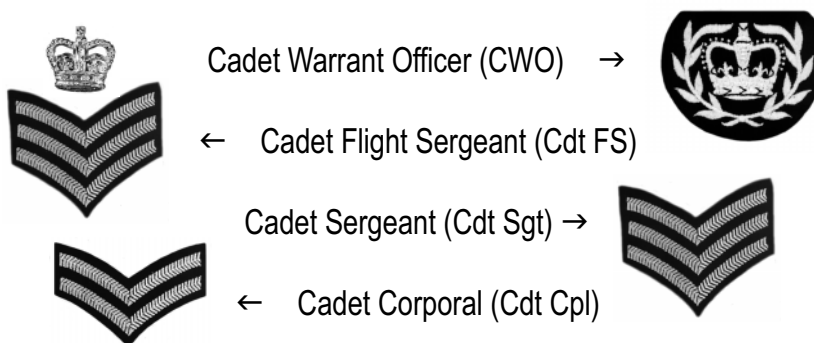 Cadet Warrant Officer (CWO) →
← Cadet Flight Sergeant (Cdt FS)
Cadet Sergeant (Cdt Sgt) →
← Cadet Corporal (Cdt Cpl)